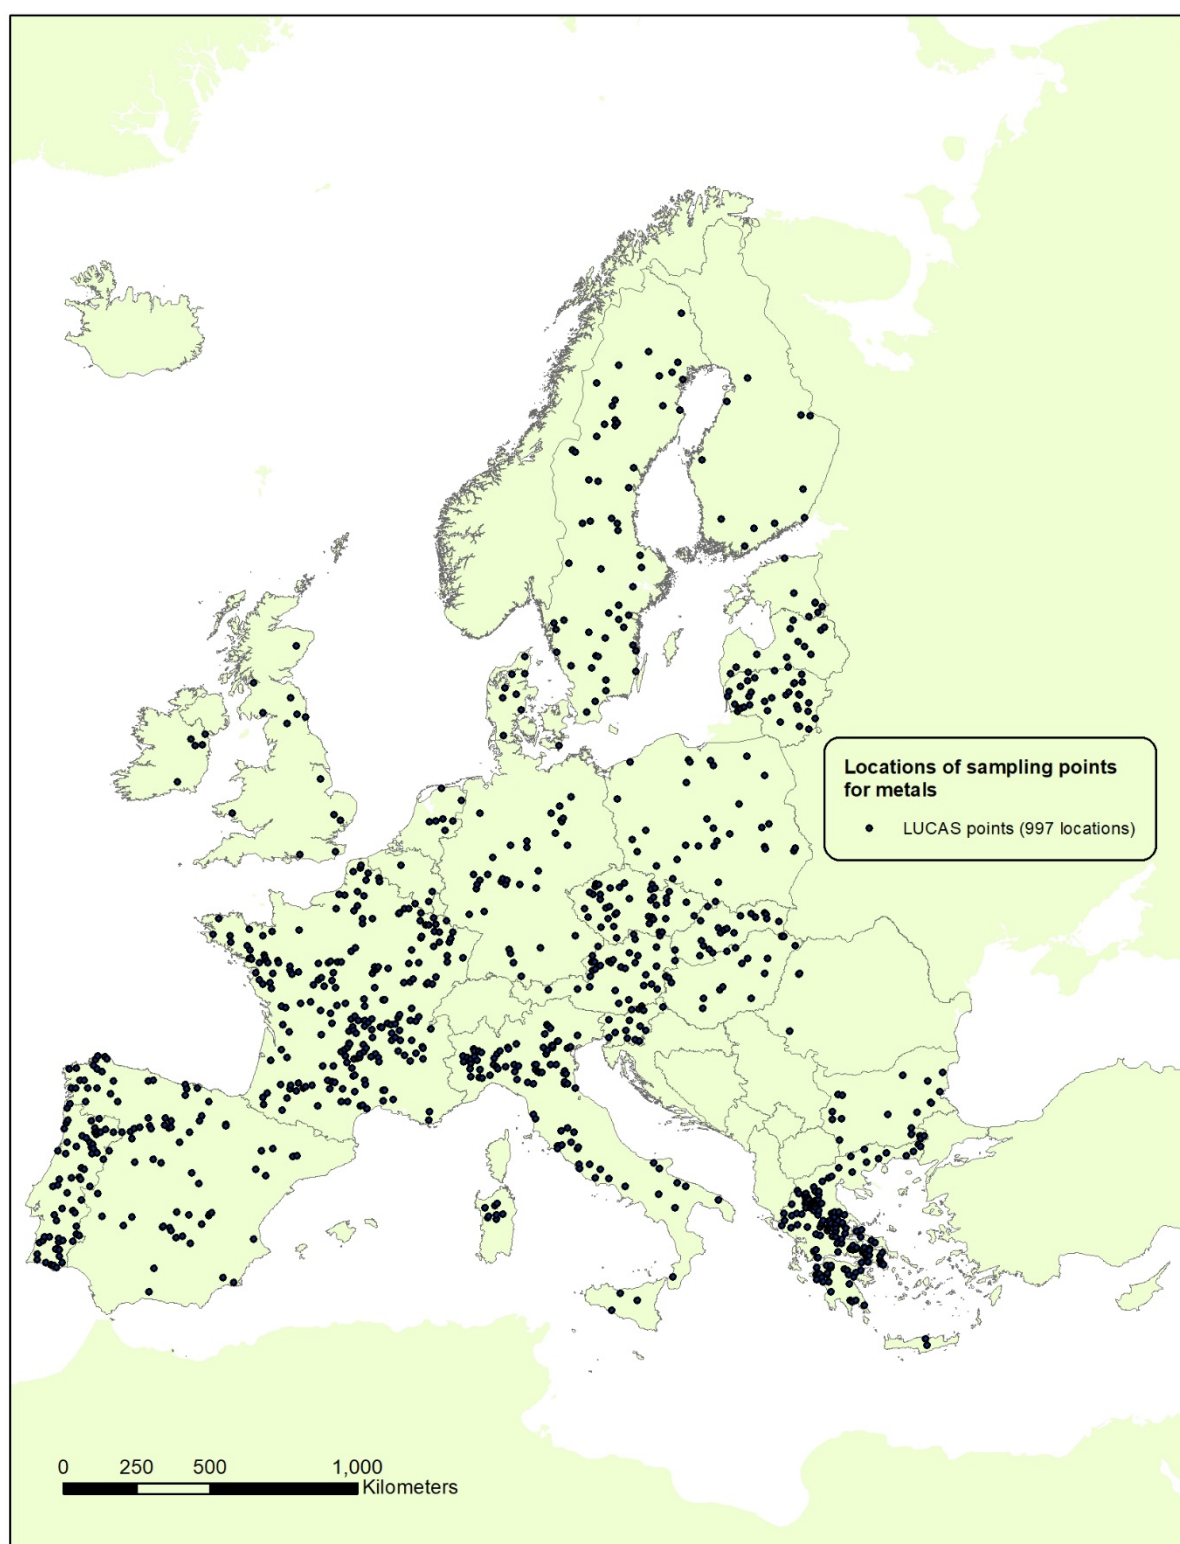 Locations of sampling points
for metals
LUCAS points (997 locations)
0 250 500 1,000
Kilometers